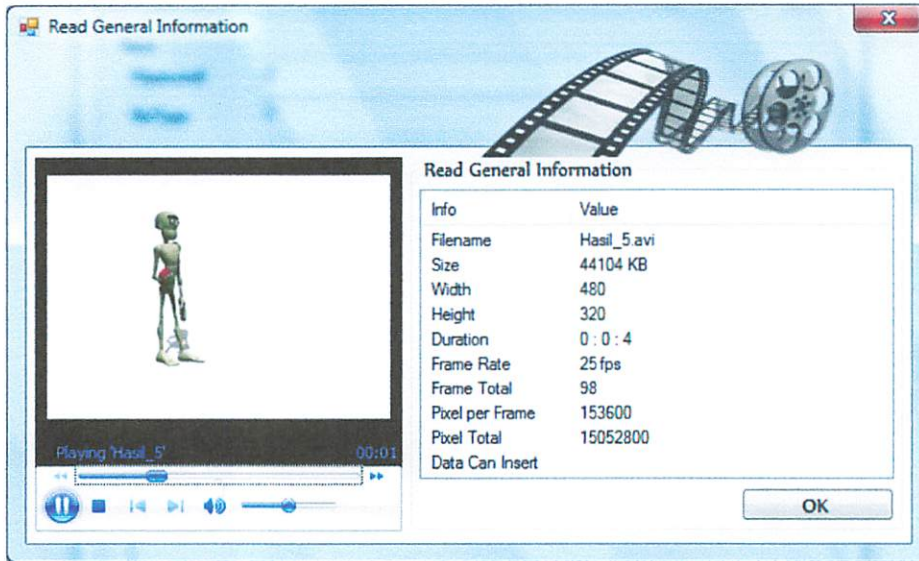 Read General Information
Read General Information
Info Value
Filename Hasil_5.avi
Size 44104 KB
Width 480
Height 320
Duration 0 : 0 : 4
Frame Rate 25 fps
Frame Total 98
Pixel per Frame 153600
Pixel Total 15052800
Data Can Insert
Playing 'Hasil_5' 00:01
OK